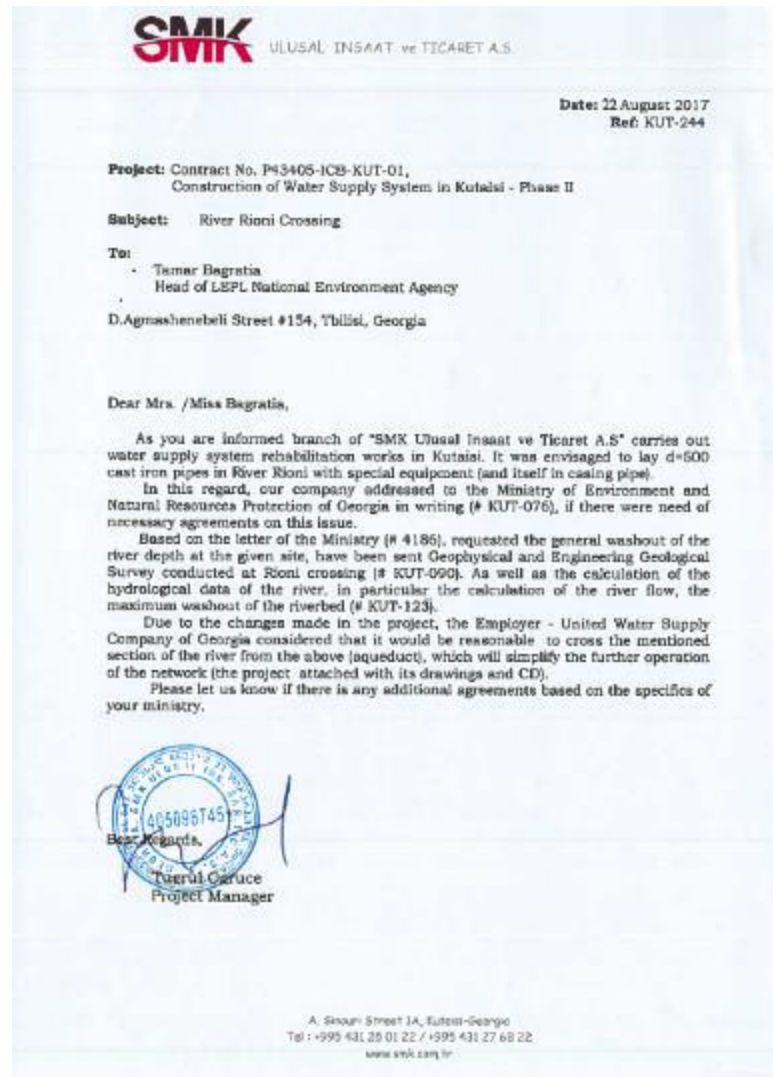 SMK ULUSAL INSAAT ve TICARET A.S.
Date: 22 August 2017
Ref: KUT-244
Project: Contract No. P43405-ICB-KUT-01,
Construction of Water Supply System in Kutaisi - Phase II
Subject: River Rioni Crossing
To:
- Tamar Bagratia
Head of LEPL National Environment Agency
D.Agmashenebeli Street #154, Tbilisi, Georgia
Dear Mrs. /Miss Bagratia,
As you are informed branch of "SMK Ulusal Insaat ve Ticaret A.S" carries out
water supply system rehabilitation works in Kutaisi. It was envisaged to lay d=600
cast iron pipes in River Rioni with special equipment (and itself in casing pipe).
In this regard, our company addressed to the Ministry of Environment and
Natural Resources Protection of Georgia in writing (# KUT-076), if there were need of
necessary agreements on this issue.
Based on the letter of the Ministry (# 4186), requested the general washout of the
river depth at the given site, have been sent Geophysical and Engineering Geological
Survey conducted at Rioni crossing (# KUT-090). As well as the calculation of the
hydrological data of the river, in particular the calculation of the river flow, the
maximum washout of the riverbed (# KUT-123).
Due to the changes made in the project, the Employer - United Water Supply
Company of Georgia considered that it would be reasonable to cross the mentioned
section of the river from the above (aqueduct), which will simplify the further operation
of the network (the project attached with its drawings and CD).
Please let us know if there is any additional agreements based on the specifics of
your ministry.
405096745
Best Regards,
Tugrul
Project Manager
A. Street 1A, Kutaisi-Georgia
Tel : +995 431 26 01 22 / +995 431 27 68 22
www.smk.com.tr